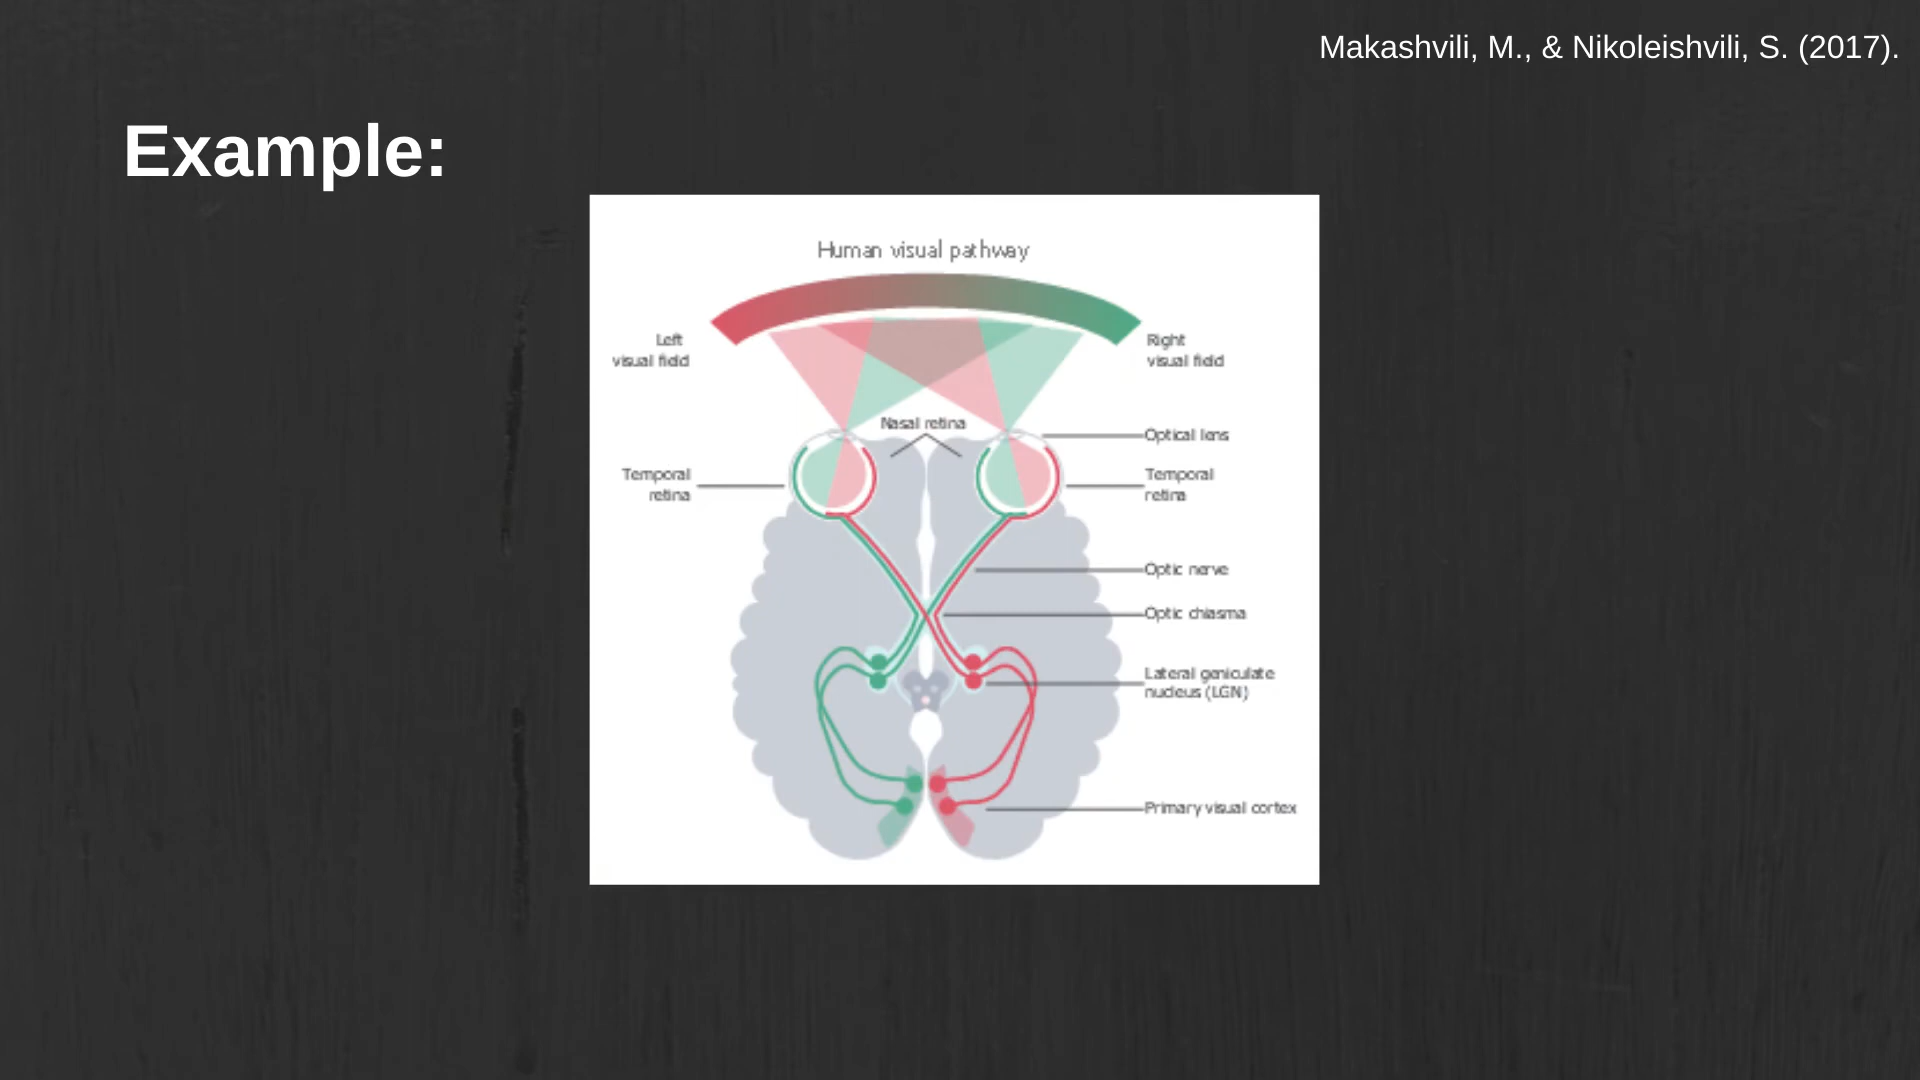 Makashvili, M., & Nikoleishvili, S. (2017).
Example:
Human visual pathway
Left
visual field
Right
visual field
Nasal retina
Optical lens
Temporal
retina
Temporal
retina
Optic nerve
Optic chiasma
Lateral geniculate
nucleus (LGN)
Primary visual cortex